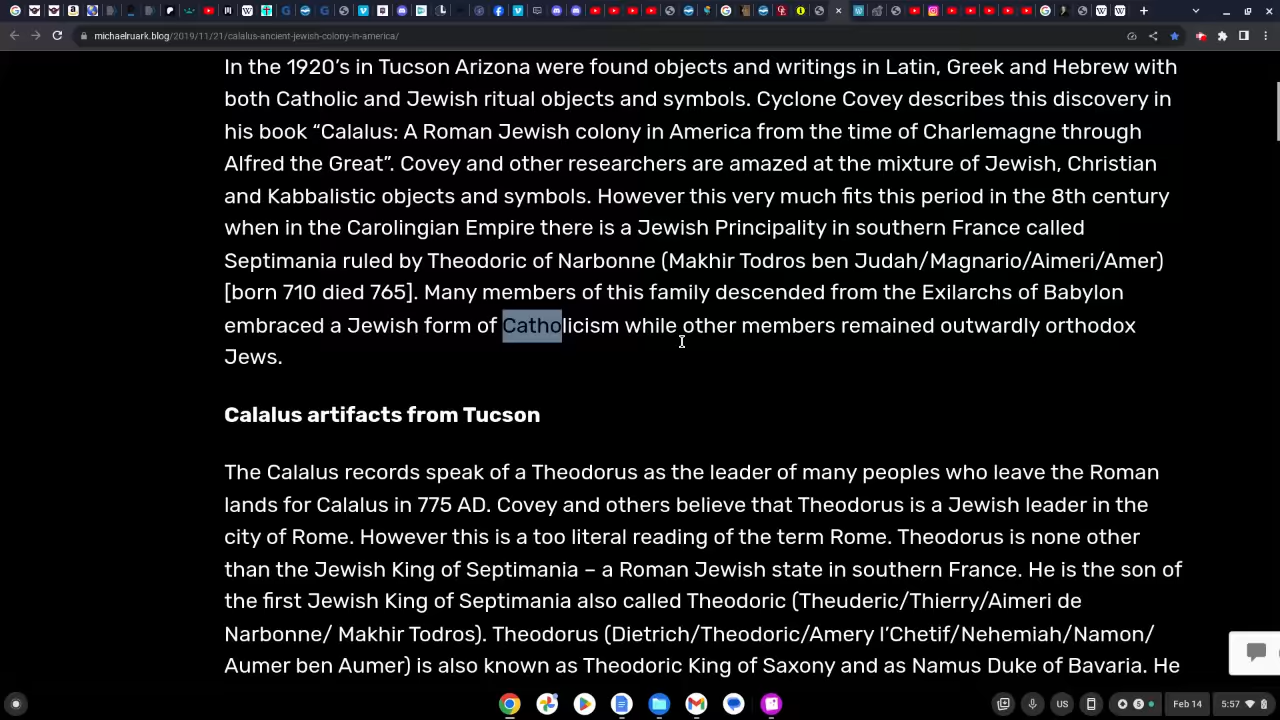 michaelruark.blog/2019/11/21/calalus-ancient-jewish-colony-in-america/
In the 1920's in Tucson Arizona were found objects and writings in Latin, Greek and Hebrew with
both Catholic and Jewish ritual objects and symbols. Cyclone Covey describes this discovery in
his book “Calalus: A Roman Jewish colony in America from the time of Charlemagne through
Alfred the Great”. Covey and other researchers are amazed at the mixture of Jewish, Christian
and Kabbalistic objects and symbols. However this very much fits this period in the 8th century
when in the Carolingian Empire there is a Jewish Principality in southern France called
Septimania ruled by Theodoric of Narbonne (Makhir Todros ben Judah/Magnario/Aimeri/Amer)
[born 710 died 765]. Many members of this family descended from the Exilarchs of Babylon
embraced a Jewish form of Catholicism while other members remained outwardly orthodox
Jews.
Calalus artifacts from Tucson
The Calalus records speak of a Theodorus as the leader of many peoples who leave the Roman
lands for Calalus in 775 AD. Covey and others believe that Theodorus is a Jewish leader in the
city of Rome. However this is a too literal reading of the term Rome. Theodorus is none other
than the Jewish King of Septimania – a Roman Jewish state in southern France. He is the son of
the first Jewish King of Septimania also called Theodoric (Theuderic/Thierry/Aimeri de
Narbonne/ Makhir Todros). Theodorus (Dietrich/Theodoric/Amery l’Chetif/Nehemiah/Namon/
Aumer ben Aumer) is also known as Theodoric King of Saxony and as Namus Duke of Bavaria. He
US
5
Feb 14
5:57